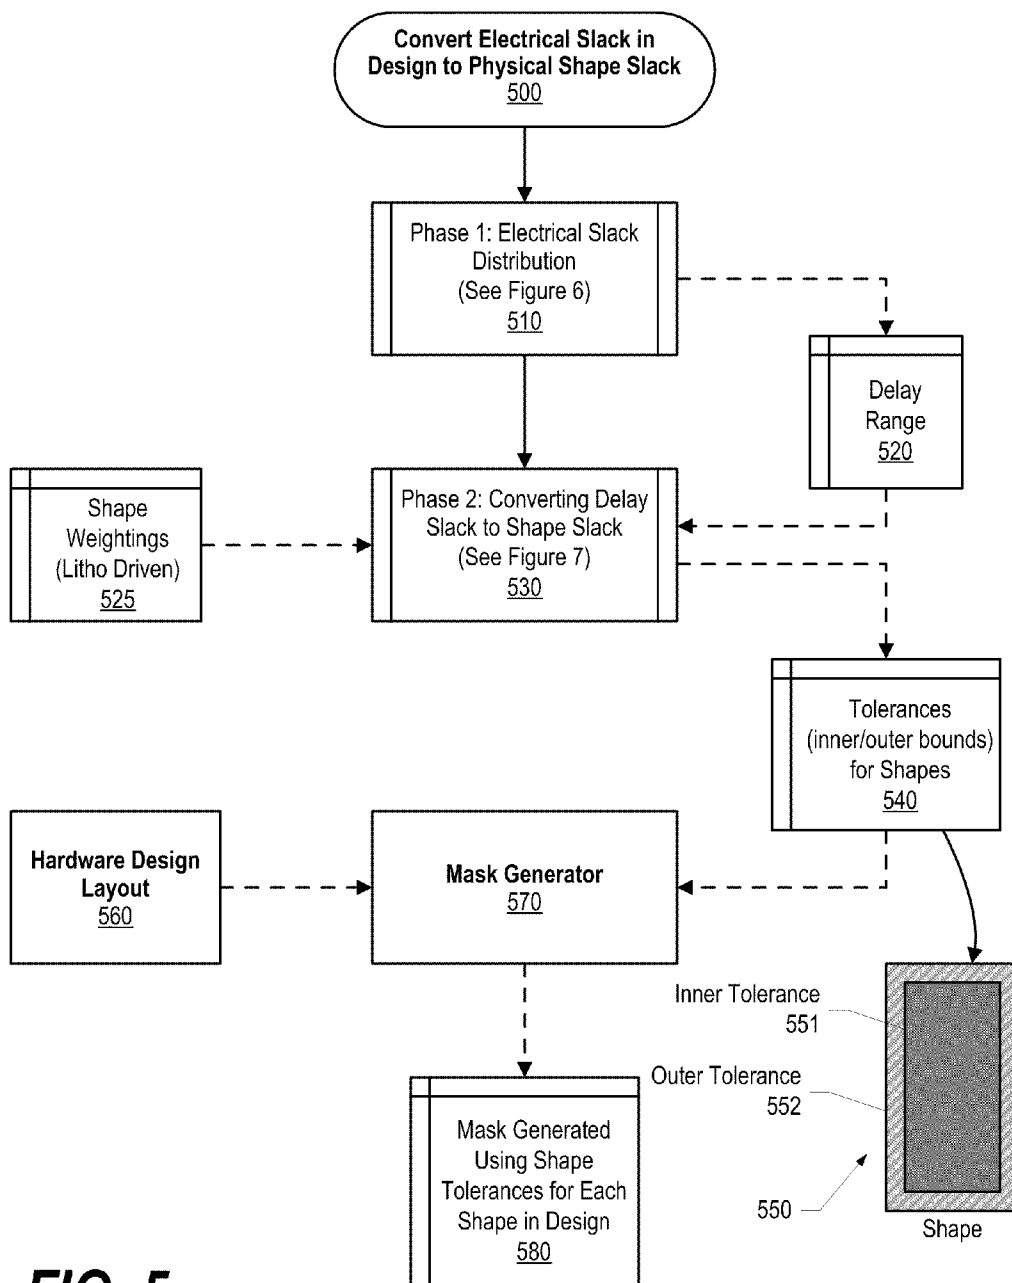 Convert Electrical Slack in
Design to Physical Shape Slack
500
Phase 1: Electrical Slack
Distribution
(See Figure 6)
510
Delay
Range
520
Shape
Weightings
(Litho Driven)
525
Phase 2: Converting Delay
Slack to Shape Slack
(See Figure 7)
530
Tolerances
(inner/outer bounds)
for Shapes
540
Hardware Design
Layout
560
Mask Generator
570
Inner Tolerance
551
Outer Tolerance
552
550
Shape
Mask Generated
Using Shape
Tolerances for Each
Shape in Design
580
FIG. 5